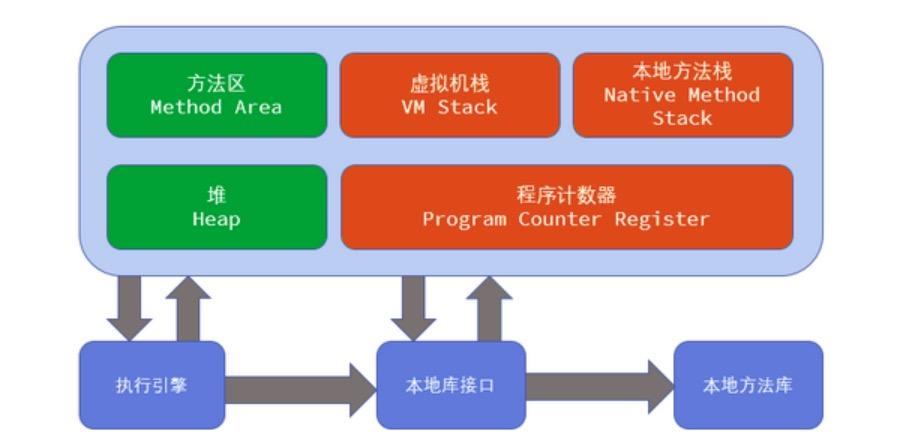 方法区
Method Area
虚拟机栈
VM Stack
本地方法栈
Native Method
Stack
堆
Heap
程序计数器
Program Counter Register
执行引擎
本地库接口
本地方法库